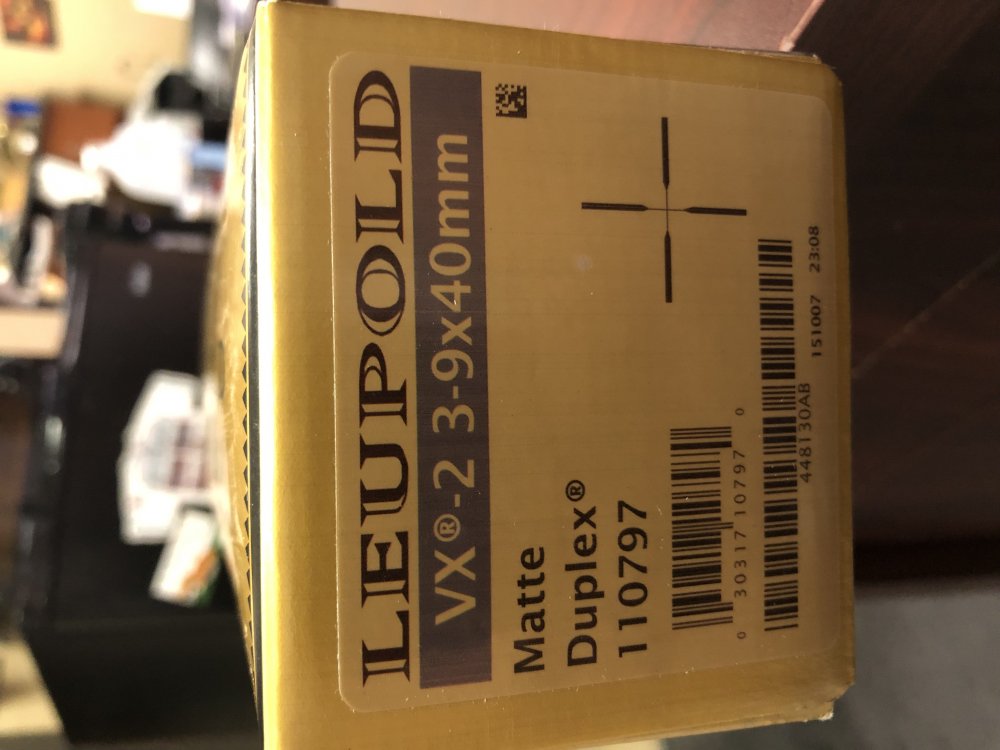 LEUPOLD
VX®-2 3-9x40mm
Matte
Duplex®
110797
0 30317 10797 0
448130AB
151007 23:08